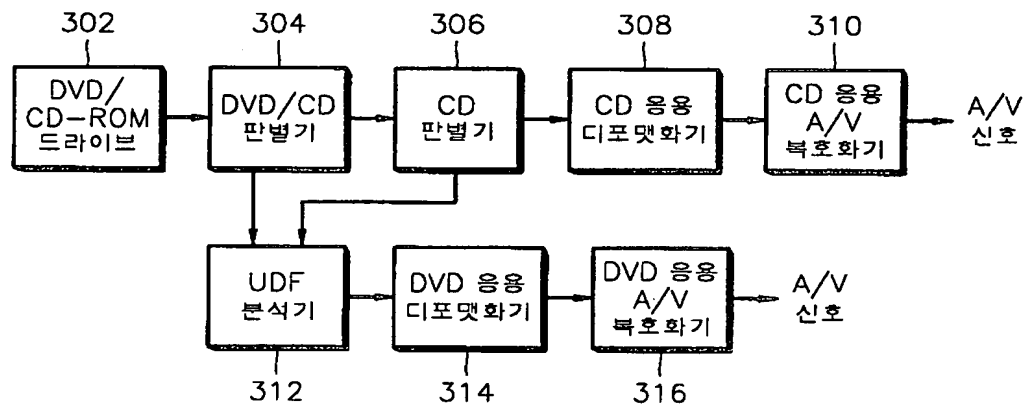 302
304
306
308
310
DVD/
CD-ROM
드라이브
DVD/CD
판별기
CD
판별기
CD 응용
디포맷화기
CD 응용
A/V
복호화기
A/V
신호
UDF
분석기
DVD 응용
디포맷화기
DVD 응용
A/V
복호화기
A/V
신호
312
314
316